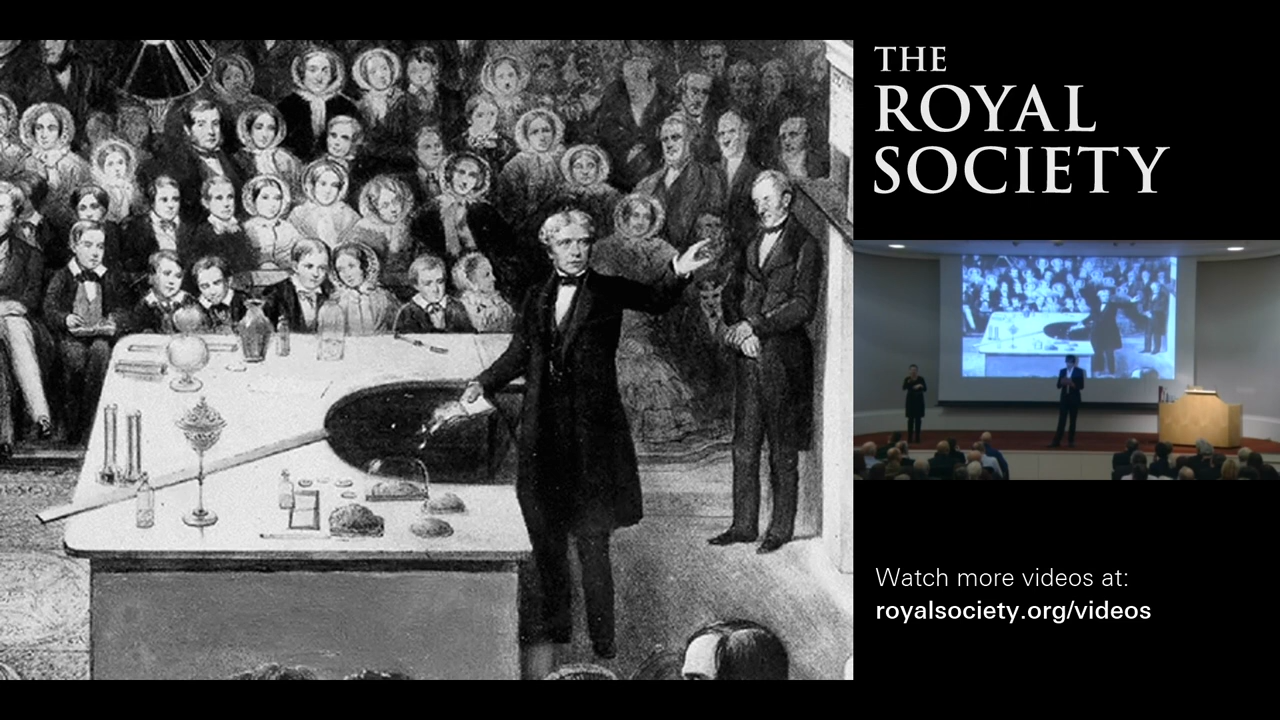 THE
ROYAL
SOCIETY
Watch more videos at:
royalsociety.org/videos